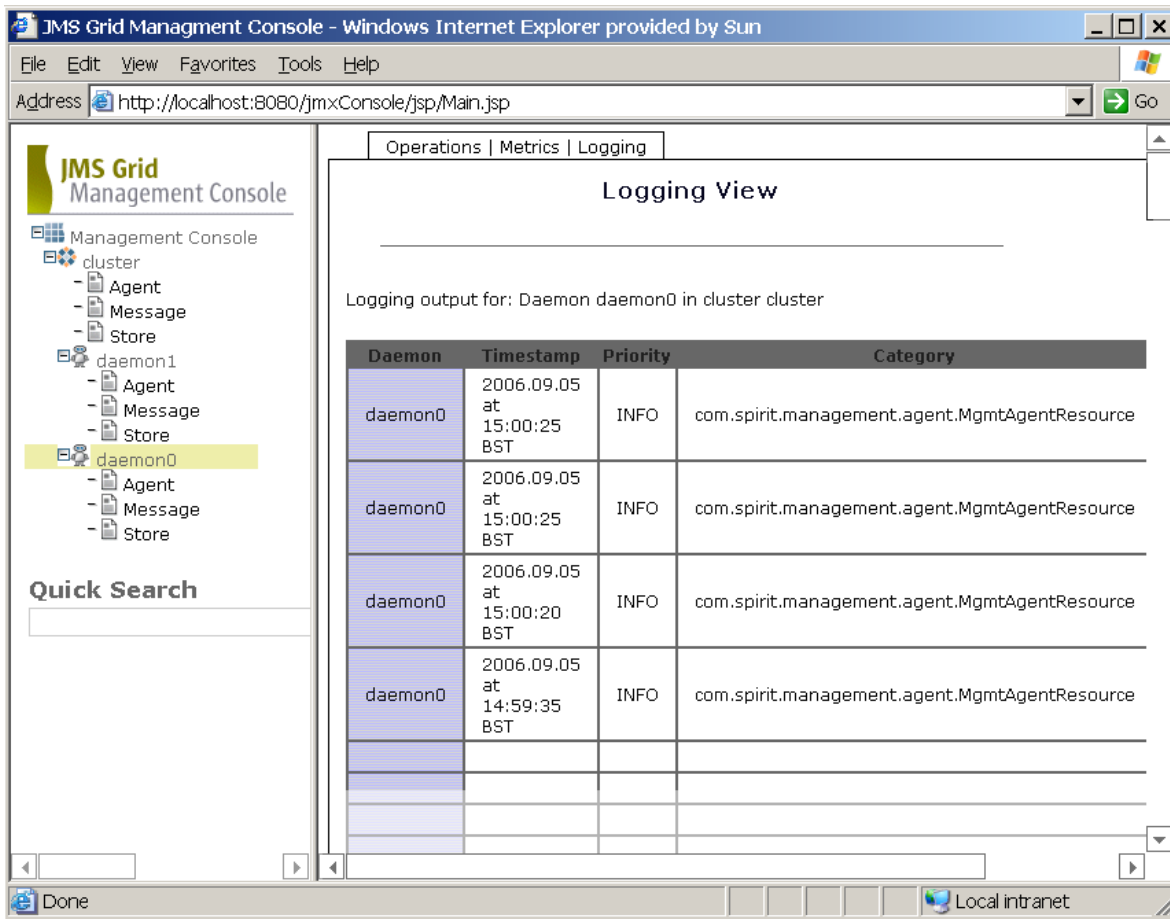 JMS Grid Managment Console - Windows Internet Explorer provided by Sun
File Edit View Favorites Tools Help
Address http://localhost:8080/jmxConsole/jsp/Main.jsp Go
JMS Grid
Management Console
Management Console
cluster
Agent
Message
Store
daemon1
Agent
Message
Store
daemon0
Agent
Message
Store
Quick Search
Operations | Metrics | Logging
Logging View
Logging output for: Daemon daemon0 in cluster cluster
Daemon Timestamp Priority Category
daemon0 2006.09.05 at 15:00:25 BST INFO com.spirit.management.agent.MgmtAgentResource
daemon0 2006.09.05 at 15:00:25 BST INFO com.spirit.management.agent.MgmtAgentResource
daemon0 2006.09.05 at 15:00:20 BST INFO com.spirit.management.agent.MgmtAgentResource
daemon0 2006.09.05 at 14:59:35 BST INFO com.spirit.management.agent.MgmtAgentResource
Done Local intranet